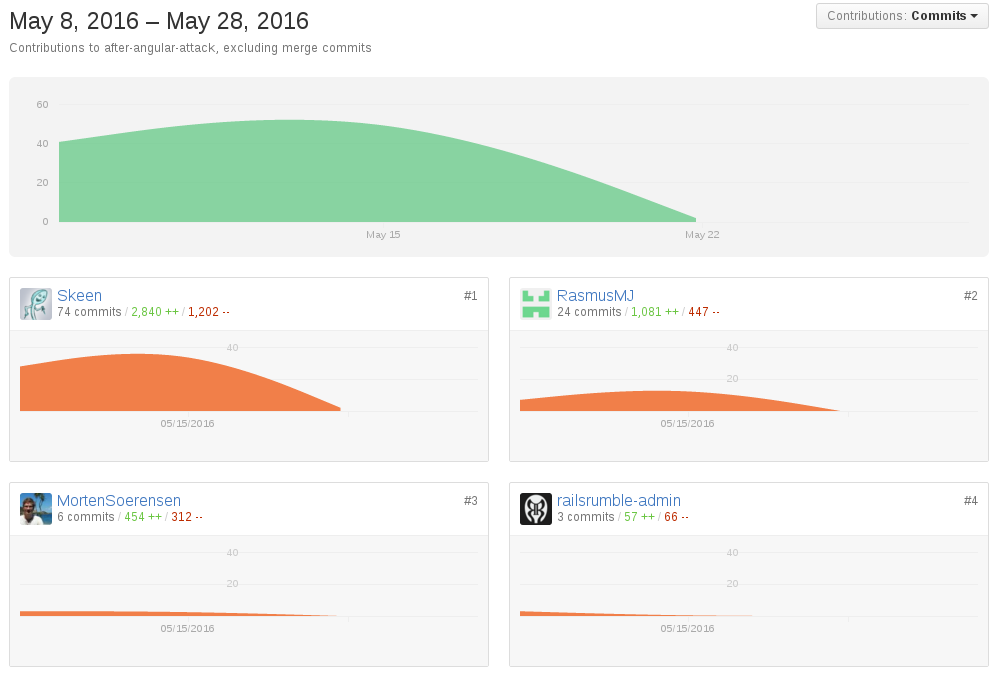 May 8, 2016 – May 28, 2016
Contributions: Commits
Contributions to after-angular-attack, excluding merge commits
60
40
20
0
May 15
May 22
Skeen
#1
74 commits / 2,840 ++ / 1,202 --
40
05/15/2016
RasmusMJ
#2
24 commits / 1,081 ++ / 447 --
40
20
05/15/2016
MortenSoerensen
#3
6 commits / 454 ++ / 312 --
40
20
05/15/2016
railsrumble-admin
#4
3 commits / 57 ++ / 66 --
40
20
05/15/2016